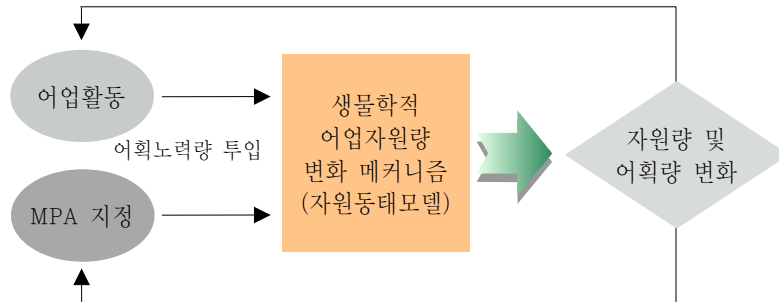 어업활동
어획노력량 투입
MPA 지정
생물학적
어업자원량
변화 메커니즘
(자원동태모델)
자원량 및
어획량 변화